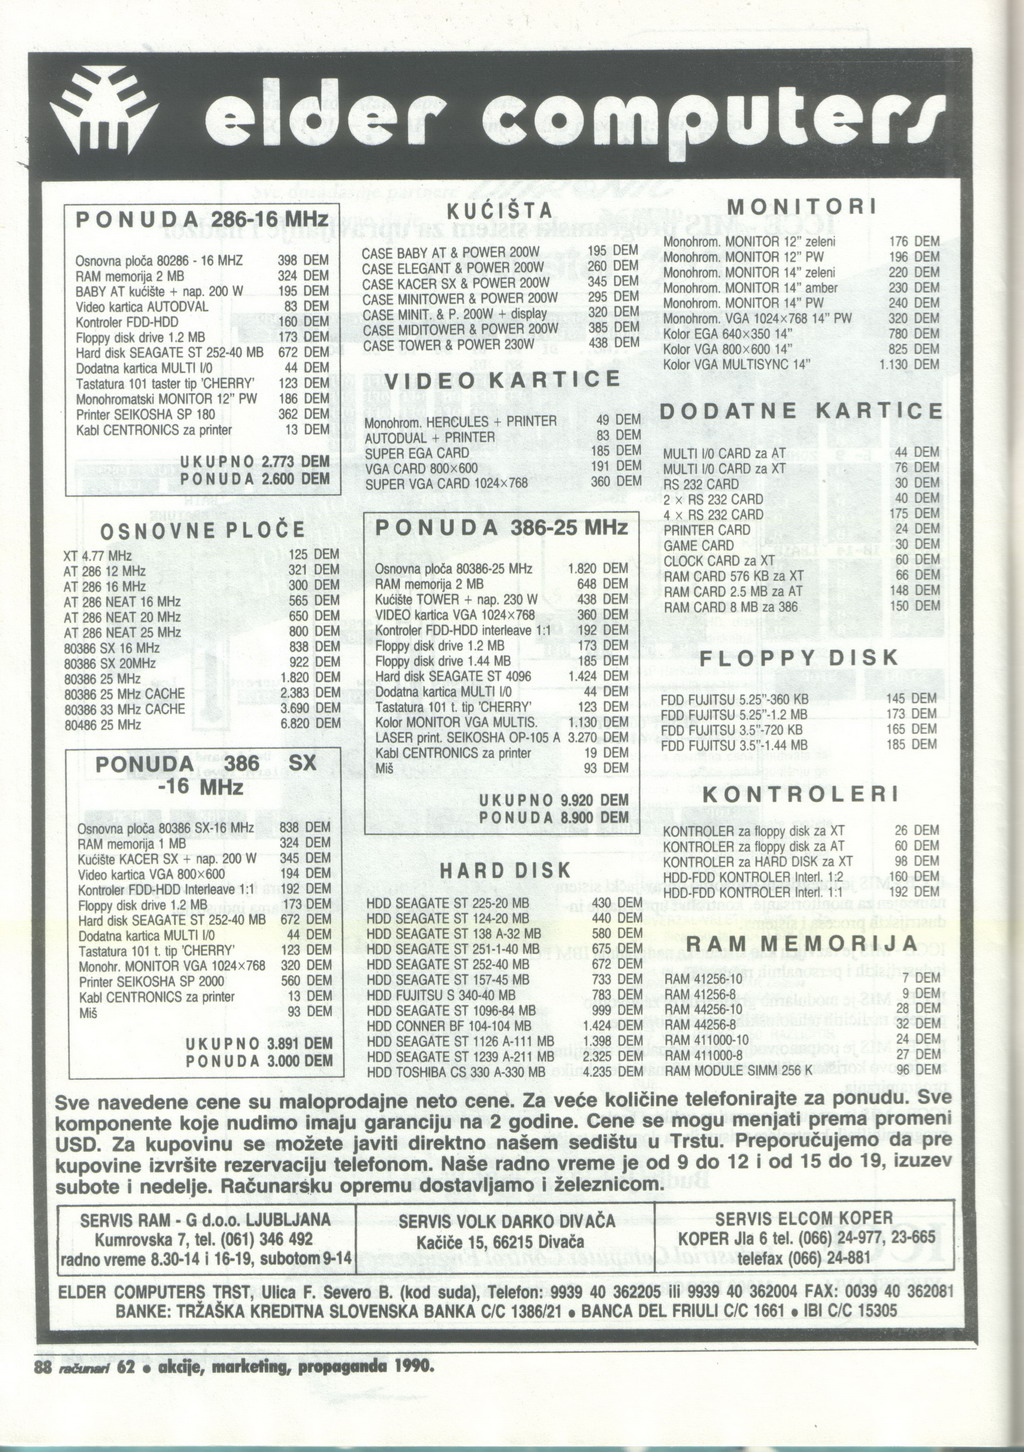 elder computers
PONUDA 286-16 MHz
Osnovna ploča 80286 - 16 MHZ 398 DEM
RAM memorija 2 MB 324 DEM
BABY AT kućište + nap. 200 W 195 DEM
Video kartica AUTODVAL 83 DEM
Kontroler FDD-HDD 160 DEM
Floppy disk drive 1.2 MB 173 DEM
Hard disk SEAGATE ST 252-40 MB 672 DEM
Dodatna kartica MULTI I/0 44 DEM
Tastatura 101 taster tip 'CHERRY' 123 DEM
Monohromatski MONITOR 12" PW 186 DEM
Printer SEIKOSHA SP 180 362 DEM
Kabl CENTRONICS za printer 13 DEM
UKUPNO 2.773 DEM
PONUDA 2.600 DEM
OSNOVNE PLOČE
XT 4.77 MHz 125 DEM
AT 286 12 MHz 321 DEM
AT 286 16 MHz 300 DEM
AT 286 NEAT 16 MHz 565 DEM
AT 286 NEAT 20 MHz 650 DEM
AT 286 NEAT 25 MHz 800 DEM
80386 SX 16 MHz 838 DEM
80386 SX 20MHz 922 DEM
80386 25 MHz 1.820 DEM
80386 25 MHz CACHE 2.383 DEM
80386 33 MHz CACHE 3.690 DEM
80486 25 MHz 6.820 DEM
PONUDA 386 SX
-16 MHz
Osnovna ploča 80386 SX-16 MHz 838 DEM
RAM memorija 1 MB 324 DEM
Kućište KACER SX + nap. 200 W 345 DEM
Video kartica VGA 800x600 194 DEM
Kontroler FDD-HDD Interleave 1:1 192 DEM
Floppy disk drive 1.2 MB 173 DEM
Hard disk SEAGATE ST 252-40 MB 672 DEM
Dodatna kartica MULTI I/0 44 DEM
Tastatura 101 t. tip 'CHERRY' 123 DEM
Monohr. MONITOR VGA 1024x768 320 DEM
Printer SEIKOSHA SP 2000 560 DEM
Kabl CENTRONICS za printer 13 DEM
Miš 93 DEM
UKUPNO 3.891 DEM
PONUDA 3.000 DEM
KUĆIŠTA
CASE BABY AT & POWER 200W 195 DEM
CASE ELEGANT & POWER 200W 260 DEM
CASE KACER SX & POWER 200W 345 DEM
CASE MINITOWER & POWER 200W 295 DEM
CASE MINIT. & P. 200W + display 320 DEM
CASE MIDITOWER & POWER 200W 385 DEM
CASE TOWER & POWER 230W 438 DEM
VIDEO KARTICE
Monohrom. HERCULES + PRINTER 49 DEM
AUTODUAL + PRINTER 83 DEM
SUPER EGA CARD 185 DEM
VGA CARD 800x600 191 DEM
SUPER VGA CARD 1024x768 360 DEM
PONUDA 386-25 MHz
Osnovna ploča 80386-25 MHz 1.820 DEM
RAM memorija 2 MB 648 DEM
Kućište TOWER + nap. 230 W 438 DEM
VIDEO kartica VGA 1024x768 360 DEM
Kontroler FDD-HDD interleave 1:1 192 DEM
Floppy disk drive 1.2 MB 173 DEM
Floppy disk drive 1.44 MB 185 DEM
Hard disk SEAGATE ST 4096 1.424 DEM
Dodatna kartica MULTI I/0 44 DEM
Tastatura 101 t. tip 'CHERRY' 123 DEM
Kolor MONITOR VGA MULTIS. 1.130 DEM
LASER print. SEIKOSHA OP-105 A 3.270 DEM
Kabl CENTRONICS za printer 19 DEM
Miš 93 DEM
UKUPNO 9.920 DEM
PONUDA 8.900 DEM
HARD DISK
HDD SEAGATE ST 225-20 MB 430 DEM
HDD SEAGATE ST 124-20 MB 440 DEM
HDD SEAGATE ST 138 A-32 MB 580 DEM
HDD SEAGATE ST 251-1-40 MB 675 DEM
HDD SEAGATE ST 252-40 MB 672 DEM
HDD SEAGATE ST 157-45 MB 733 DEM
HDD FUJITSU S 340-40 MB 783 DEM
HDD SEAGATE ST 1096-84 MB 999 DEM
HDD CONNER BF 104-104 MB 1.424 DEM
HDD SEAGATE ST 1126 A-111 MB 1.398 DEM
HDD SEAGATE ST 1239 A-211 MB 2.325 DEM
HDD TOSHIBA CS 330 A-330 MB 4.235 DEM
MONITORI
Monohrom. MONITOR 12" zeleni 176 DEM
Monohrom. MONITOR 12" PW 196 DEM
Monohrom. MONITOR 14" zeleni 220 DEM
Monohrom. MONITOR 14" amber 230 DEM
Monohrom. MONITOR 14" PW 240 DEM
Monohrom. VGA 1024x768 14" PW 320 DEM
Kolor EGA 640x350 14" 780 DEM
Kolor VGA 800x600 14" 825 DEM
Kolor VGA MULTISYNC 14" 1.130 DEM
DODATNE KARTICE
MULTI I/0 CARD za AT 44 DEM
MULTI I/0 CARD za XT 76 DEM
RS 232 CARD 30 DEM
2 x RS 232 CARD 40 DEM
4 x RS 232 CARD 175 DEM
PRINTER CARD 24 DEM
GAME CARD 30 DEM
CLOCK CARD za XT 60 DEM
RAM CARD 576 KB za XT 66 DEM
RAM CARD 2.5 MB za AT 148 DEM
RAM CARD 8 MB za 386 150 DEM
FLOPPY DISK
FDD FUJITSU 5.25"-360 KB 145 DEM
FDD FUJITSU 5.25"-1.2 MB 173 DEM
FDD FUJITSU 3.5"-720 KB 165 DEM
FDD FUJITSU 3.5"-1.44 MB 185 DEM
KONTROLERI
KONTROLER za floppy disk za XT 26 DEM
KONTROLER za floppy disk za AT 60 DEM
KONTROLER za HARD DISK za XT 98 DEM
HDD-FDD KONTROLER Interl. 1:2 160 DEM
HDD-FDD KONTROLER Interl. 1:1 192 DEM
RAM MEMORIJA
RAM 41256-10 7 DEM
RAM 41256-8 9 DEM
RAM 44256-10 28 DEM
RAM 44256-8 32 DEM
RAM 411000-10 24 DEM
RAM 411000-8 27 DEM
RAM MODULE SIMM 256 K 96 DEM
Sve navedene cene su maloprodajne neto cene. Za veće količine telefonirajte za ponudu. Sve
komponente koje nudimo imaju garanciju na 2 godine. Cene se mogu menjati prema promeni
USD. Za kupovinu se možete javiti direktno našem sedištu u Trstu. Preporučujemo da pre
kupovine izvršite rezervaciju telefonom. Naše radno vreme je od 9 do 12 i od 15 do 19, izuzev
subote i nedelje. Računarsku opremu dostavljamo i železnicom.
SERVIS RAM - G d.o.o. LJUBLJANA
Kumrovska 7, tel. (061) 346 492
radno vreme 8.30-14 i 16-19, subotom 9-14
SERVIS VOLK DARKO DIVAČA
Kačiče 15, 66215 Divača
SERVIS ELCOM KOPER
KOPER Jla 6 tel. (066) 24-977, 23-665
telefax (066) 24-881
ELDER COMPUTERS TRST, Ulica F. Severo B. (kod suda), Telefon: 9939 40 362205 ili 9939 40 362004 FAX: 0039 40 362081
BANKE: TRŽAŠKA KREDITNA SLOVENSKA BANKA C/C 1386/21 • BANCA DEL FRIULI C/C 1661 • IBI C/C 15305
88 računari 62 • akcije, marketing, propaganda 1990.